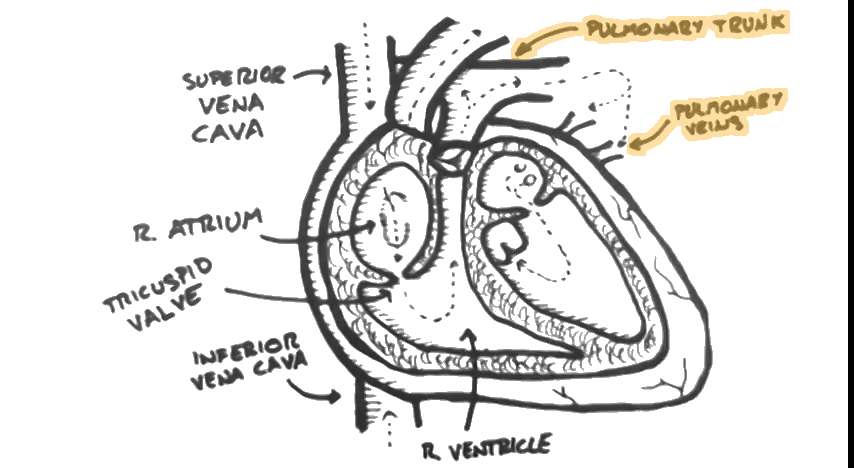 PULMONARY TRUNK
SUPERIOR
VENA
CAVA
PULMONARY
VEINS
R. ATRIUM
TRICUSPID
VALVE
INFERIOR
VENA CAVA
R VENTRICLE